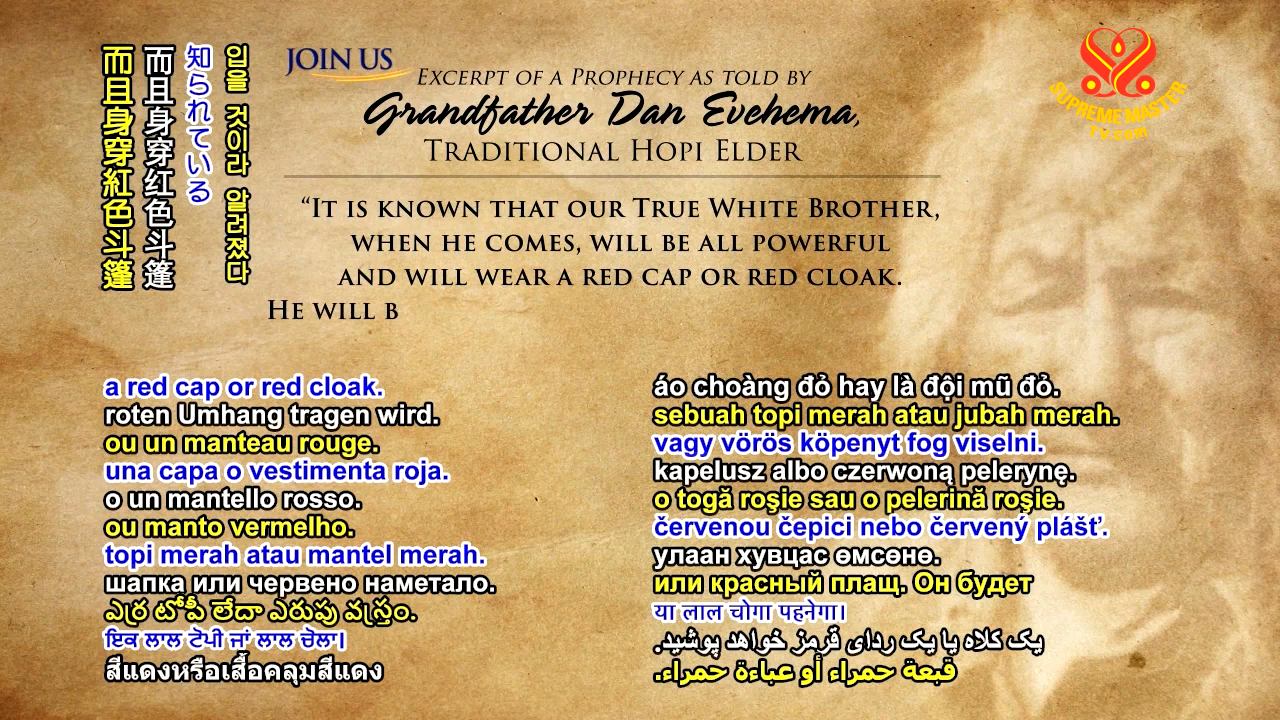 而且身穿紅色斗篷
而且身穿红色斗篷
知られている
입을 것이라 알려졌다
JOIN US
EXCERPT OF A PROPHECY AS TOLD BY
Grandfather Dan Evehema,
TRADITIONAL HOPI ELDER
“IT IS KNOWN THAT OUR TRUE WHITE BROTHER,
WHEN HE COMES, WILL BE ALL POWERFUL
AND WILL WEAR A RED CAP OR RED CLOAK.
HE WILL B
SUPREME MASTER
TV.com
a red cap or red cloak.
roten Umhang tragen wird.
ou un manteau rouge.
una capa o vestimenta roja.
o un mantello rosso.
ou manto vermelho.
topi merah atau mantel merah.
шапка или червено наметало.
ఎర్ర టోపీ లేదా ఎరుపు వస్త్రం.
ਇਕ ਲਾਲ ਟੋਪੀ ਜਾਂ ਲਾਲ ਚੋਲਾ।
สีแดงหรือเสื้อคลุมสีแดง
áo choàng đỏ hay là đội mũ đỏ.
sebuah topi merah atau jubah merah.
vagy vörös köpenyt fog viselni.
kapelusz albo czerwoną pelerynę.
o togă roşie sau o pelerină roşie.
červenou čepici nebo červený plášť.
улаан хувцас өмсөнө.
или красный плащ. Он будет
या लाल चोगा पहनेगा।
یک کلاه یا یک ردای قرمز خواهد پوشید.
قبعة حمراء أو عباءة حمراء.